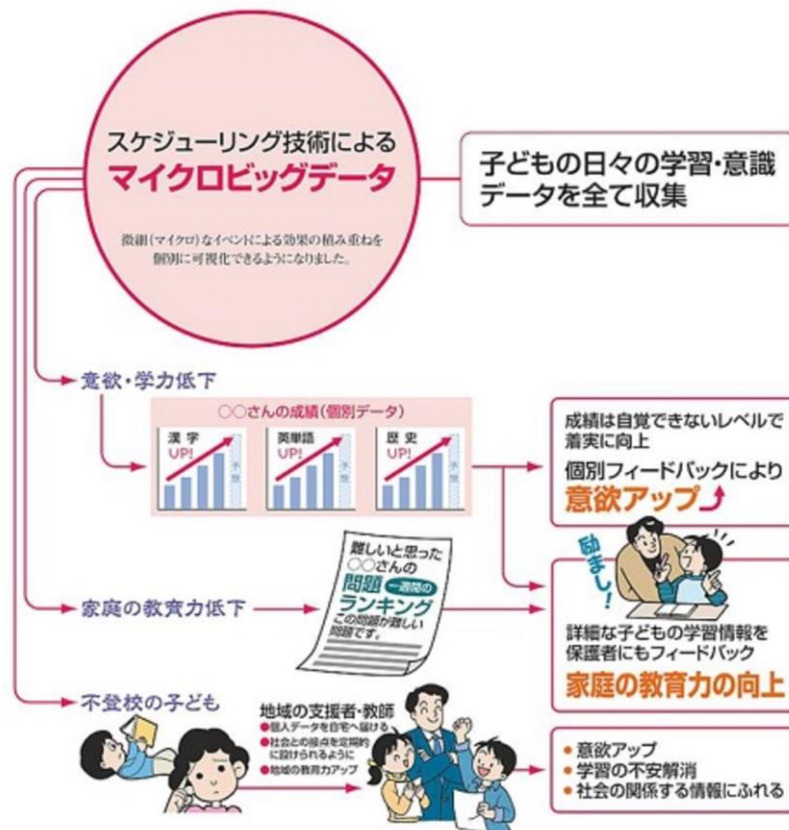 スケジューリング技術による
マイクロビッグデータ
微細(マイクロ)なイベントによる効果の積み重ねを
個別に可視化できるようになりました。
子どもの日々の学習・意識
データを全て収集
意欲・学力低下
○○さんの成績(個別データ)
漢字
UP!
予想
英単語
UP!
予想
歴史
UP!
予想
成績は自覚できないレベルで
着実に向上
個別フィードバックにより
意欲アップ
家庭の教育力低下
難しいと思った
○○さんの
問題 一週間の
ランキング
この問題が難しい
問題です。
励まし!
詳細な子どもの学習情報を
保護者にもフィードバック
家庭の教育力の向上
不登校の子ども
地域の支援者・教師
●個人データを自宅へ届ける
●社会との接点を定期的
に設けられるように
●地域の教育力アップ
● 意欲アップ
● 学習の不安解消
● 社会の関係する情報にふれる